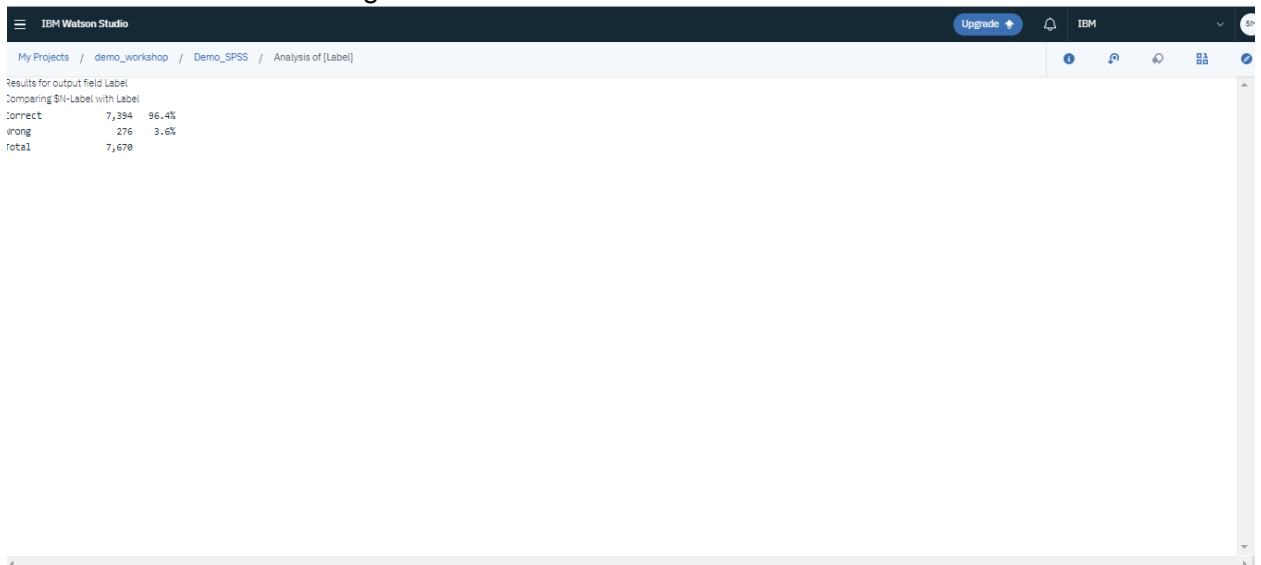 IBM Watson Studio Upgrade IBM SM
My Projects / demo_workshop / Demo_SPSS / Analysis of [Label]
Results for output field Label
Comparing $N-Label with Label
Correct 7,394 96.4%
Wrong 276 3.6%
Total 7,670